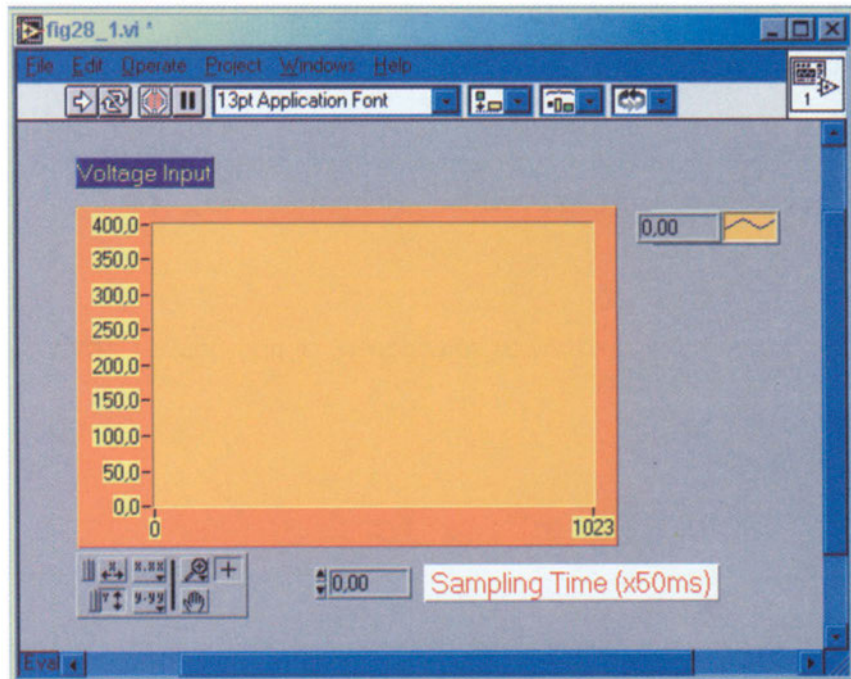 fig28_1.vi *
File Edit Operate Project Windows Help
13pt Application Font
1
Voltage Input
400,0
350,0
300,0
250,0
200,0
150,0
100,0
50,0
0,0
0
1023
0,00
x.xx
y.yy
0,00
Sampling Time (x50ms)